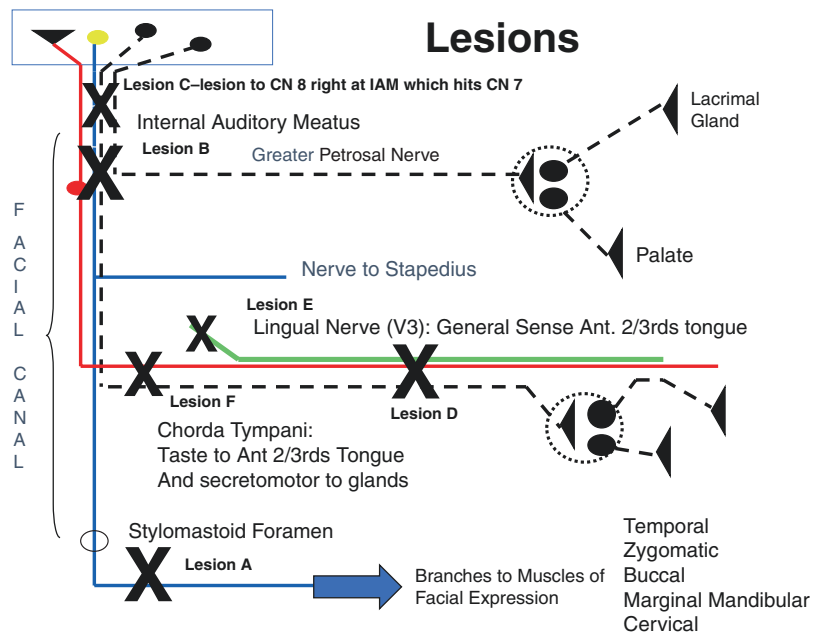 Lesions
Lesion C–lesion to CN 8 right at IAM which hits CN 7
Internal Auditory Meatus
Lesion B
Greater Petrosal Nerve
Lacrimal
Gland
Palate
FACIAL CANAL
Nerve to Stapedius
Lesion E
Lingual Nerve (V3): General Sense Ant. 2/3rds tongue
Lesion F
Lesion D
Chorda Tympani:
Taste to Ant 2/3rds Tongue
And secretomotor to glands
Stylomastoid Foramen
Lesion A
Branches to Muscles of
Facial Expression
Temporal
Zygomatic
Buccal
Marginal Mandibular
Cervical